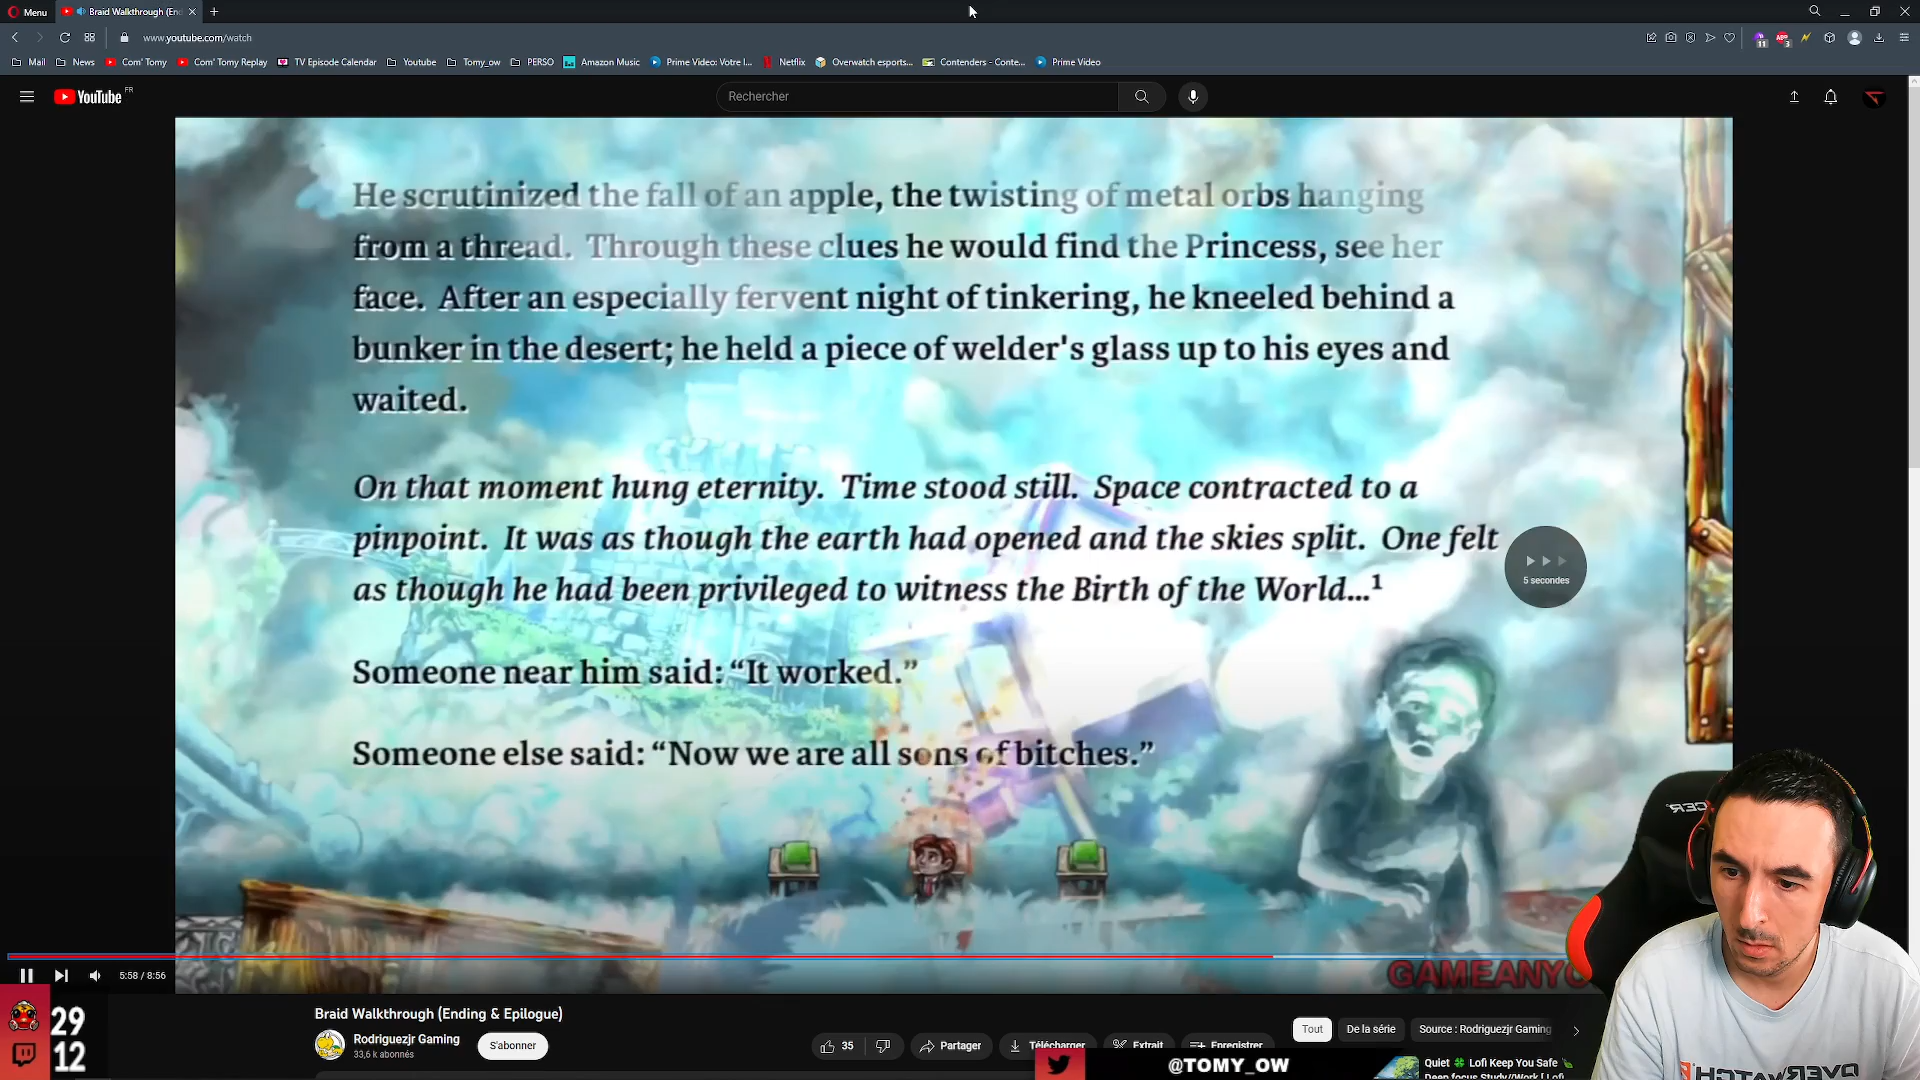 Menu
Braid Walkthrough (En
www.youtube.com/watch
11
3
Mail
News
Com' Tomy
Com' Tomy Replay
TV Episode Calendar
Youtube
Tomy_ow
PERSO
Amazon Music
Prime Video: Votre l...
Netflix
Overwatch esports...
Contenders - Conte...
Prime Video
YouTube FR
Rechercher
He scrutinized the fall of an apple, the twisting of metal orbs hanging
from a thread. Through these clues he would find the Princess, see her
face. After an especially fervent night of tinkering, he kneeled behind a
bunker in the desert; he held a piece of welder's glass up to his eyes and
waited.
On that moment hung eternity. Time stood still. Space contracted to a
pinpoint. It was as though the earth had opened and the skies split. One felt
as though he had been privileged to witness the Birth of the World...¹
5 secondes
Someone near him said: “It worked.”
Someone else said: “Now we are all sons of bitches.”
GAMEANY
5:58 / 8:56
29
12
Braid Walkthrough (Ending & Epilogue)
Rodriguezjr Gaming
33,6 k abonnés
S'abonner
35
Partager
Télécharger
Extrait
Enregistrer
Tout
De la série
Source : Rodriguezjr Gaming
@TOMY_OW
Quiet 🍀 Lofi Keep You Safe
Deep focus Study//Work [ Lofi
OVERWATCH